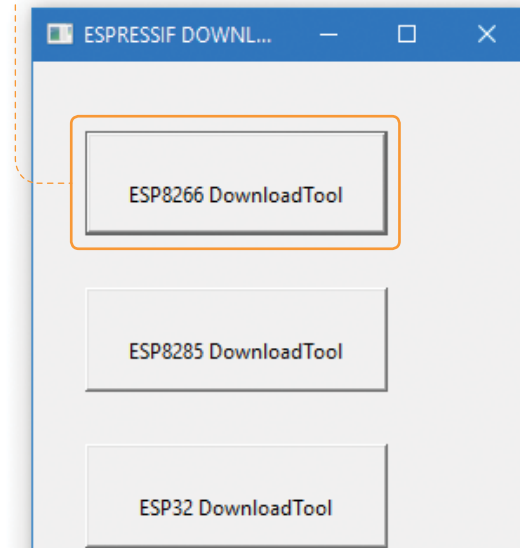 ESPRESSIF DOWNL...
ESP8266 DownloadTool
ESP8285 DownloadTool
ESP32 DownloadTool